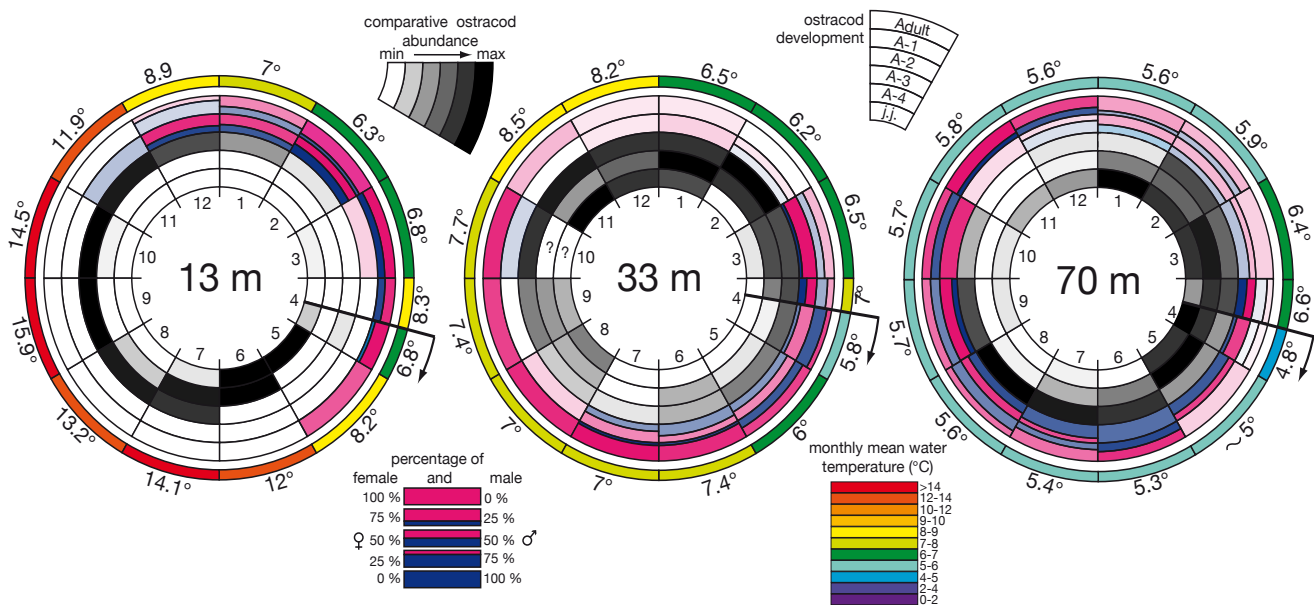 comparative ostracod
abundance
min max
ostracod
development
Adult
A-1
A-2
A-3
A-4
j.j.
8.9 7° 6.3° 6.8° 8.3° 6.8° 8.2° 12° 14.1° 13.2° 15.9° 14.5° 11.9°
12 1 2 3 4 5 6 7 8 9 10 11
13 m
8.2° 6.5° 6.2° 6.5° 7° 5.8° 6° 7.4° 7° 7° 7.4° 7.7° 8.5°
12 1 2 3 4 5 6 7 8 9 10 11
? ?
33 m
5.6° 5.6° 5.9° 6.4° 6.6° 4.8° ~5° 5.3° 5.4° 5.6° 5.7° 5.7° 5.8°
12 1 2 3 4 5 6 7 8 9 10 11
70 m
percentage of
female and male
100 % 0 %
75 % 25 %
♀ 50 % 50 % ♂
25 % 75 %
0 % 100 %
monthly mean water
temperature (°C)
>14
12-14
10-12
9-10
8-9
7-8
6-7
5-6
4-5
2-4
0-2